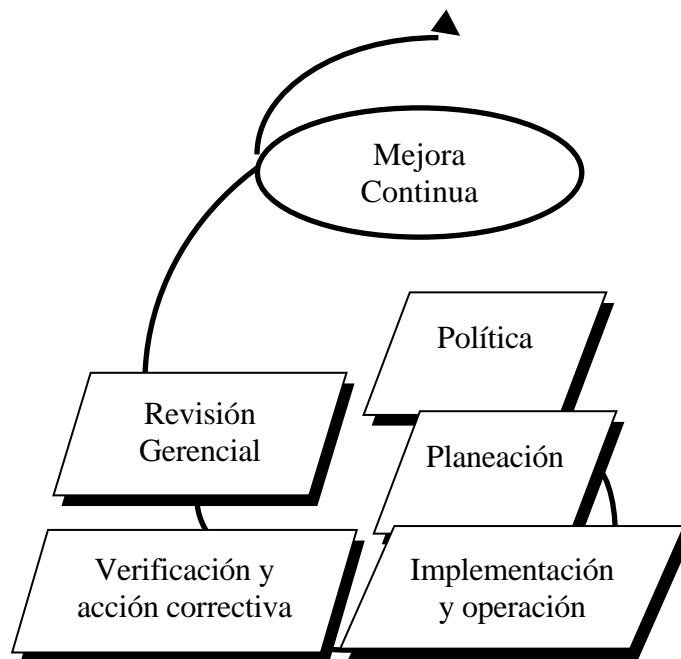 Mejora
Continua
Política
Revisión
Gerencial
Planeación
Verificación y
acción correctiva
Implementación
y operación